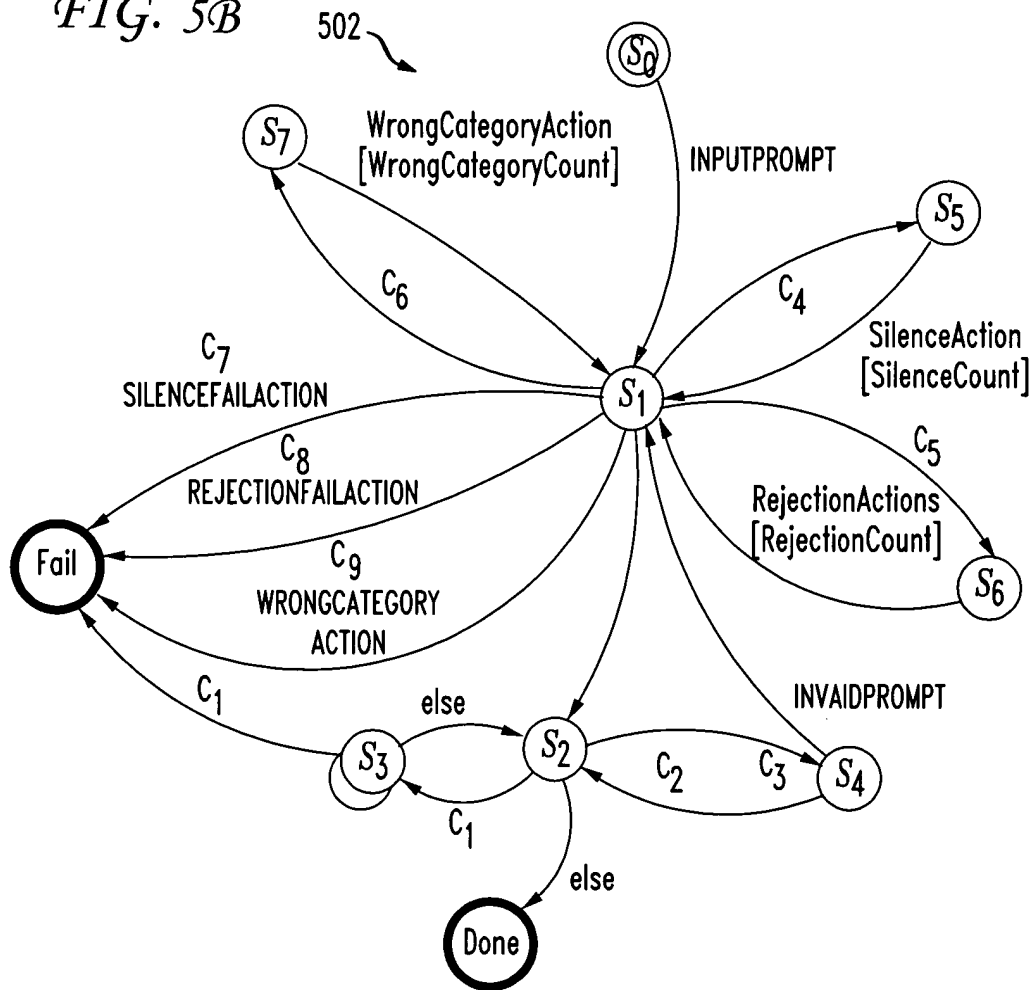 FIG. 5B
502
S0
S7
WrongCategoryAction
[WrongCategoryCount]
INPUTPROMPT
S5
C6
C4
SilenceAction
[SilenceCount]
C7
SILENCEFAILACTION
S1
C5
C8
REJECTIONFAILACTION
RejectionActions
[RejectionCount]
Fail
C9
WRONGCATEGORY
ACTION
S6
C1
else
INVAIDPROMPT
S3
S2
C2
C3
S4
C1
else
Done